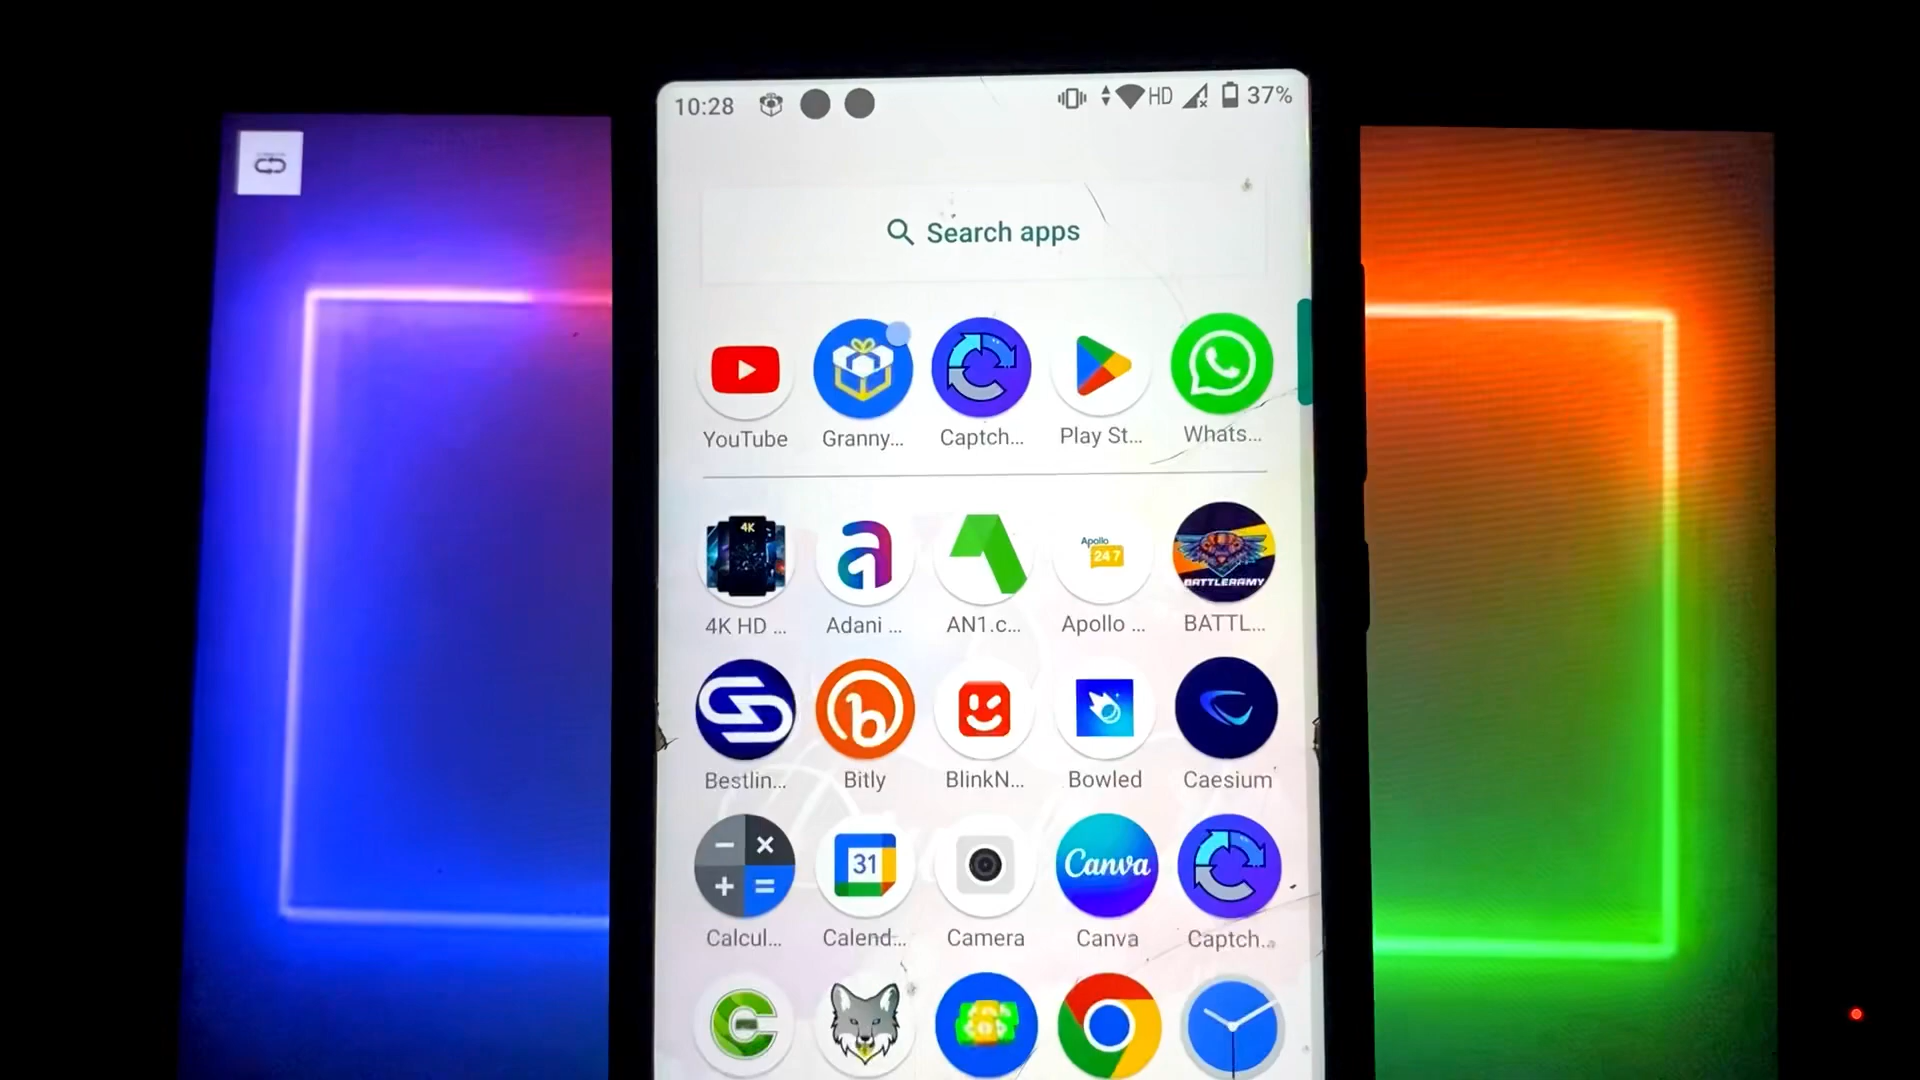 10:28 HD 37%
Search apps
YouTube Granny... Captch... Play St... Whats...
4K Apollo 247 BATTLEARMY
4K HD ... Adani ... AN1.c... Apollo ... BATTL...
Bestlin... Bitly BlinkN... Bowled Caesium
31 Canva
Calcul... Calend... Camera Canva Captch...